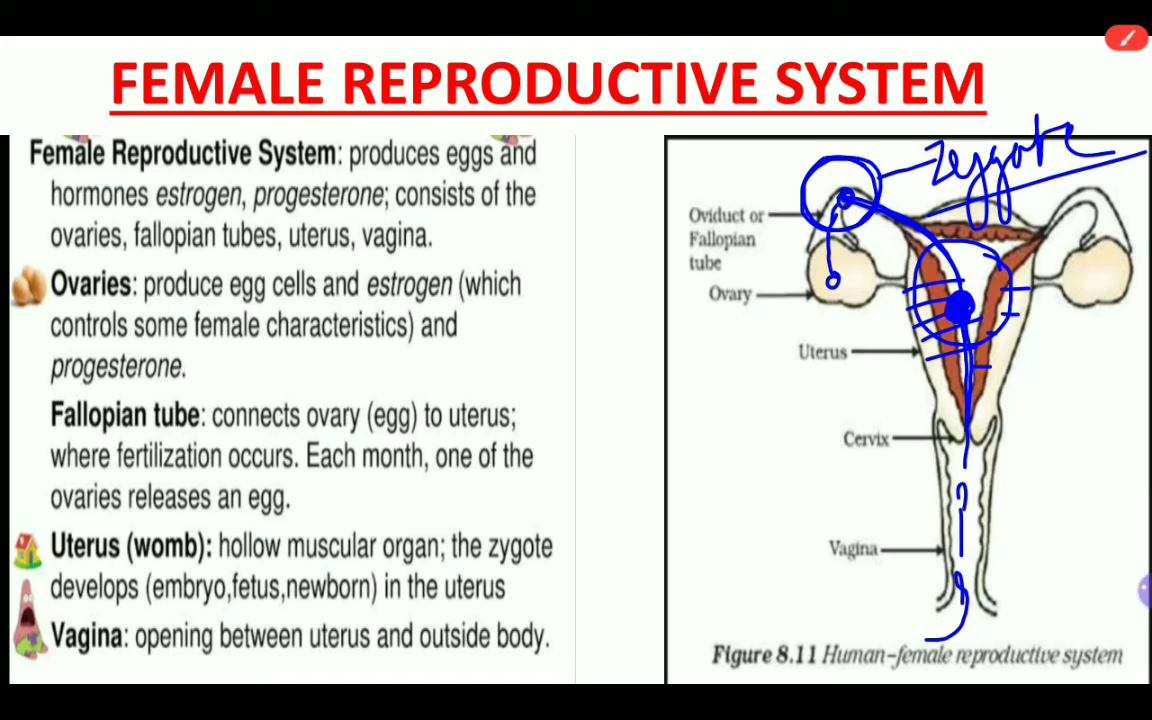 FEMALE REPRODUCTIVE SYSTEM
Female Reproductive System: produces eggs and
hormones estrogen, progesterone; consists of the
ovaries, fallopian tubes, uterus, vagina.
Ovaries: produce egg cells and estrogen (which
controls some female characteristics) and
progesterone.
Fallopian tube: connects ovary (egg) to uterus;
where fertilization occurs. Each month, one of the
ovaries releases an egg.
Uterus (womb): hollow muscular organ; the zygote
develops (embryo,fetus,newborn) in the uterus
Vagina: opening between uterus and outside body.
Zygote
Oviduct or
Fallopian
tube
Ovary
Uterus
Cervix
Vagina
Figure 8.11 Human-female reproductive system